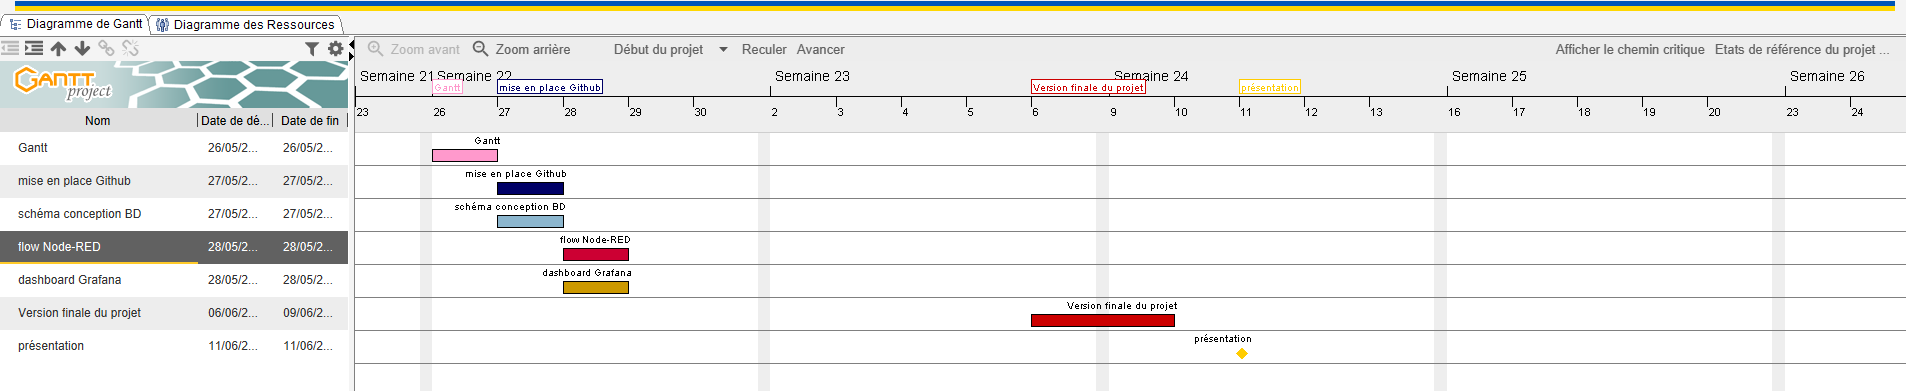 Diagramme de Gantt
Diagramme des Ressources
Zoom avant
Zoom arrière
Début du projet
Reculer
Avancer
Afficher le chemin critique
Etats de référence du projet ...
GANTT
project
Semaine 21
Semaine 22
Semaine 23
Semaine 24
Semaine 25
Semaine 26
Gantt
mise en place Github
Version finale du projet
présentation
23 26 27 28 29 30 2 3 4 5 6 9 10 11 12 13 16 17 18 19 20 23 24
Nom Date de dé... Date de fin
Gantt 26/05/2... 26/05/2...
Gantt
mise en place Github 27/05/2... 27/05/2...
mise en place Github
schéma conception BD 27/05/2... 27/05/2...
schéma conception BD
flow Node-RED 28/05/2... 28/05/2...
flow Node-RED
dashboard Grafana 28/05/2... 28/05/2...
dashboard Grafana
Version finale du projet 06/06/2... 09/06/2...
Version finale du projet
présentation 11/06/2... 11/06/2...
présentation